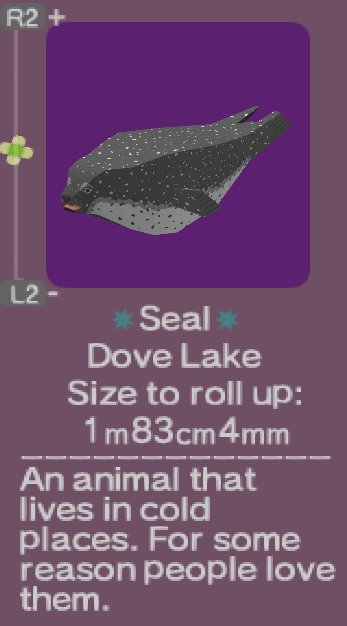 R2 +
L2 -
Seal
Dove Lake
Size to roll up:
1m83cm4mm
An animal that
lives in cold
places. For some
reason people love
them.